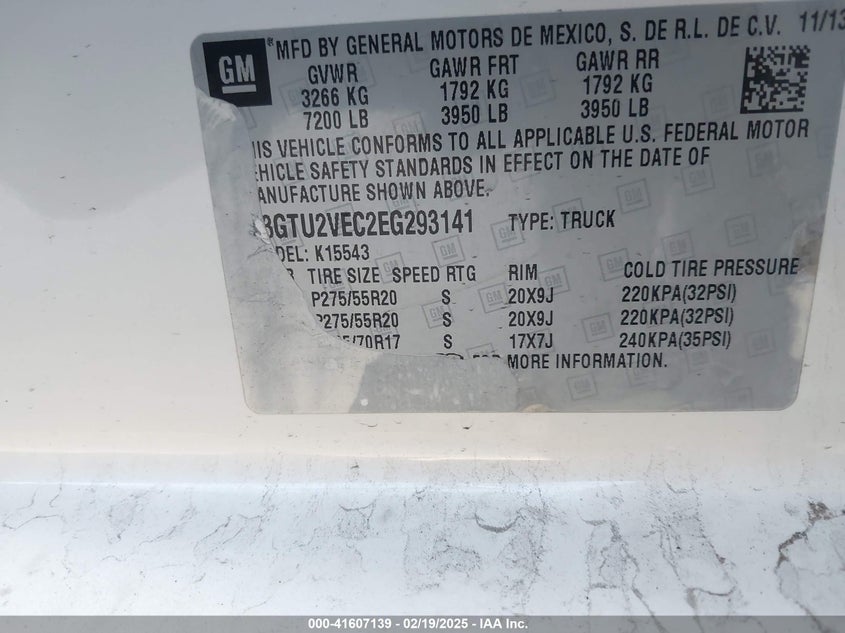 GM
® MFD BY GENERAL MOTORS DE MEXICO, S. DE R.L. DE C.V. 11/13
GVWR GAWR FRT GAWR RR
3266 KG 1792 KG 1792 KG
7200 LB 3950 LB 3950 LB
IS VEHICLE CONFORMS TO ALL APPLICABLE U.S. FEDERAL MOTOR
EHICLE SAFETY STANDARDS IN EFFECT ON THE DATE OF
ANUFACTURE SHOWN ABOVE.
3GTU2VEC2EG293141 TYPE: TRUCK
DEL: K15543
TIRE SIZE SPEED RTG RIM COLD TIRE PRESSURE
P275/55R20 S 20X9J 220KPA(32PSI)
P275/55R20 S 20X9J 220KPA(32PSI)
5/70R17 S 17X7J 240KPA(35PSI)
FOR MORE INFORMATION.
000-41607139 - 02/19/2025 - IAA Inc.